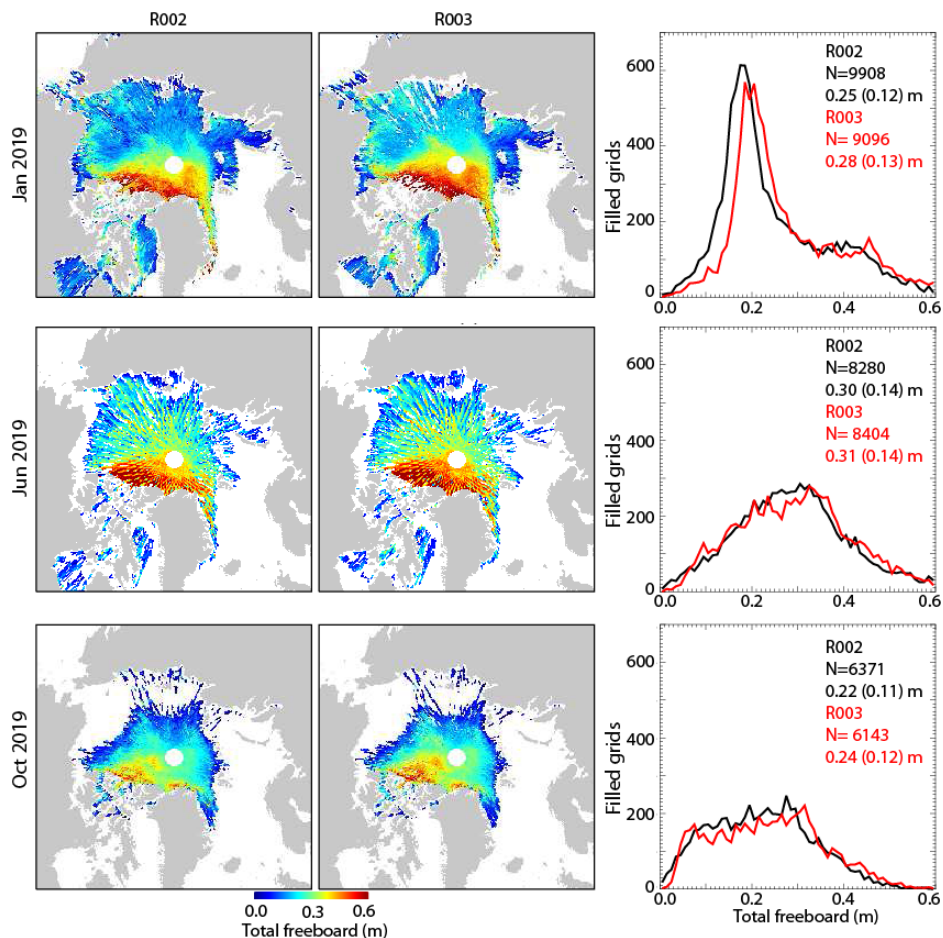 R002
R003
Jan 2019
600
400
200
0
Filled grids
R002
N=9908
0.25 (0.12) m
R003
N= 9096
0.28 (0.13) m
0.0
0.2
0.4
0.6
Jun 2019
600
400
200
0
Filled grids
R002
N=8280
0.30 (0.14) m
R003
N= 8404
0.31 (0.14) m
0.0
0.2
0.4
0.6
Oct 2019
600
400
200
0
Filled grids
R002
N=6371
0.22 (0.11) m
R003
N= 6143
0.24 (0.12) m
0.0
0.2
0.4
0.6
Total freeboard (m)
0.0
0.3
0.6
Total freeboard (m)